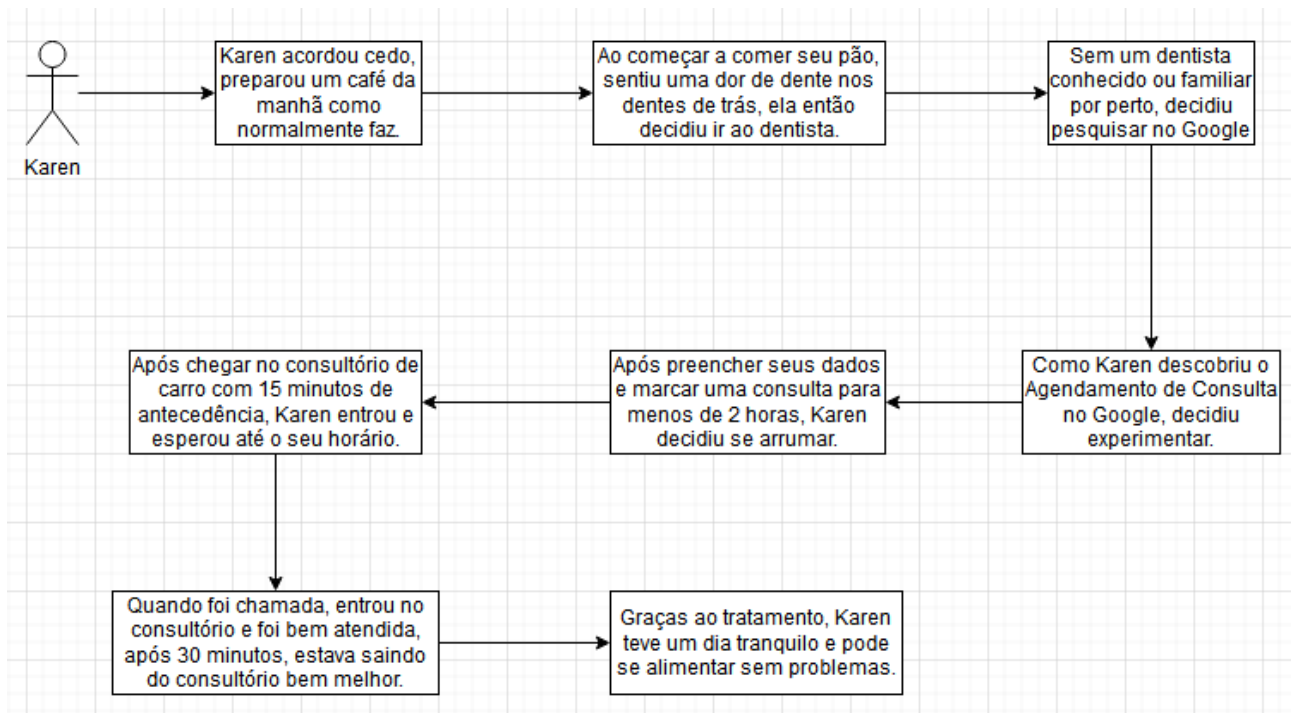 Karen
Karen acordou cedo,
preparou um café da
manhã como
normalmente faz.
Ao começar a comer seu pão,
sentiu uma dor de dente nos
dentes de trás, ela então
decidiu ir ao dentista.
Sem um dentista
conhecido ou familiar
por perto, decidiu
pesquisar no Google
Como Karen descobriu o
Agendamento de Consulta
no Google, decidiu
experimentar.
Após preencher seus dados
e marcar uma consulta para
menos de 2 horas, Karen
decidiu se arrumar.
Após chegar no consultório de
carro com 15 minutos de
antecedência, Karen entrou e
esperou até o seu horário.
Quando foi chamada, entrou no
consultório e foi bem atendida,
após 30 minutos, estava saindo
do consultório bem melhor.
Graças ao tratamento, Karen
teve um dia tranquilo e pode
se alimentar sem problemas.